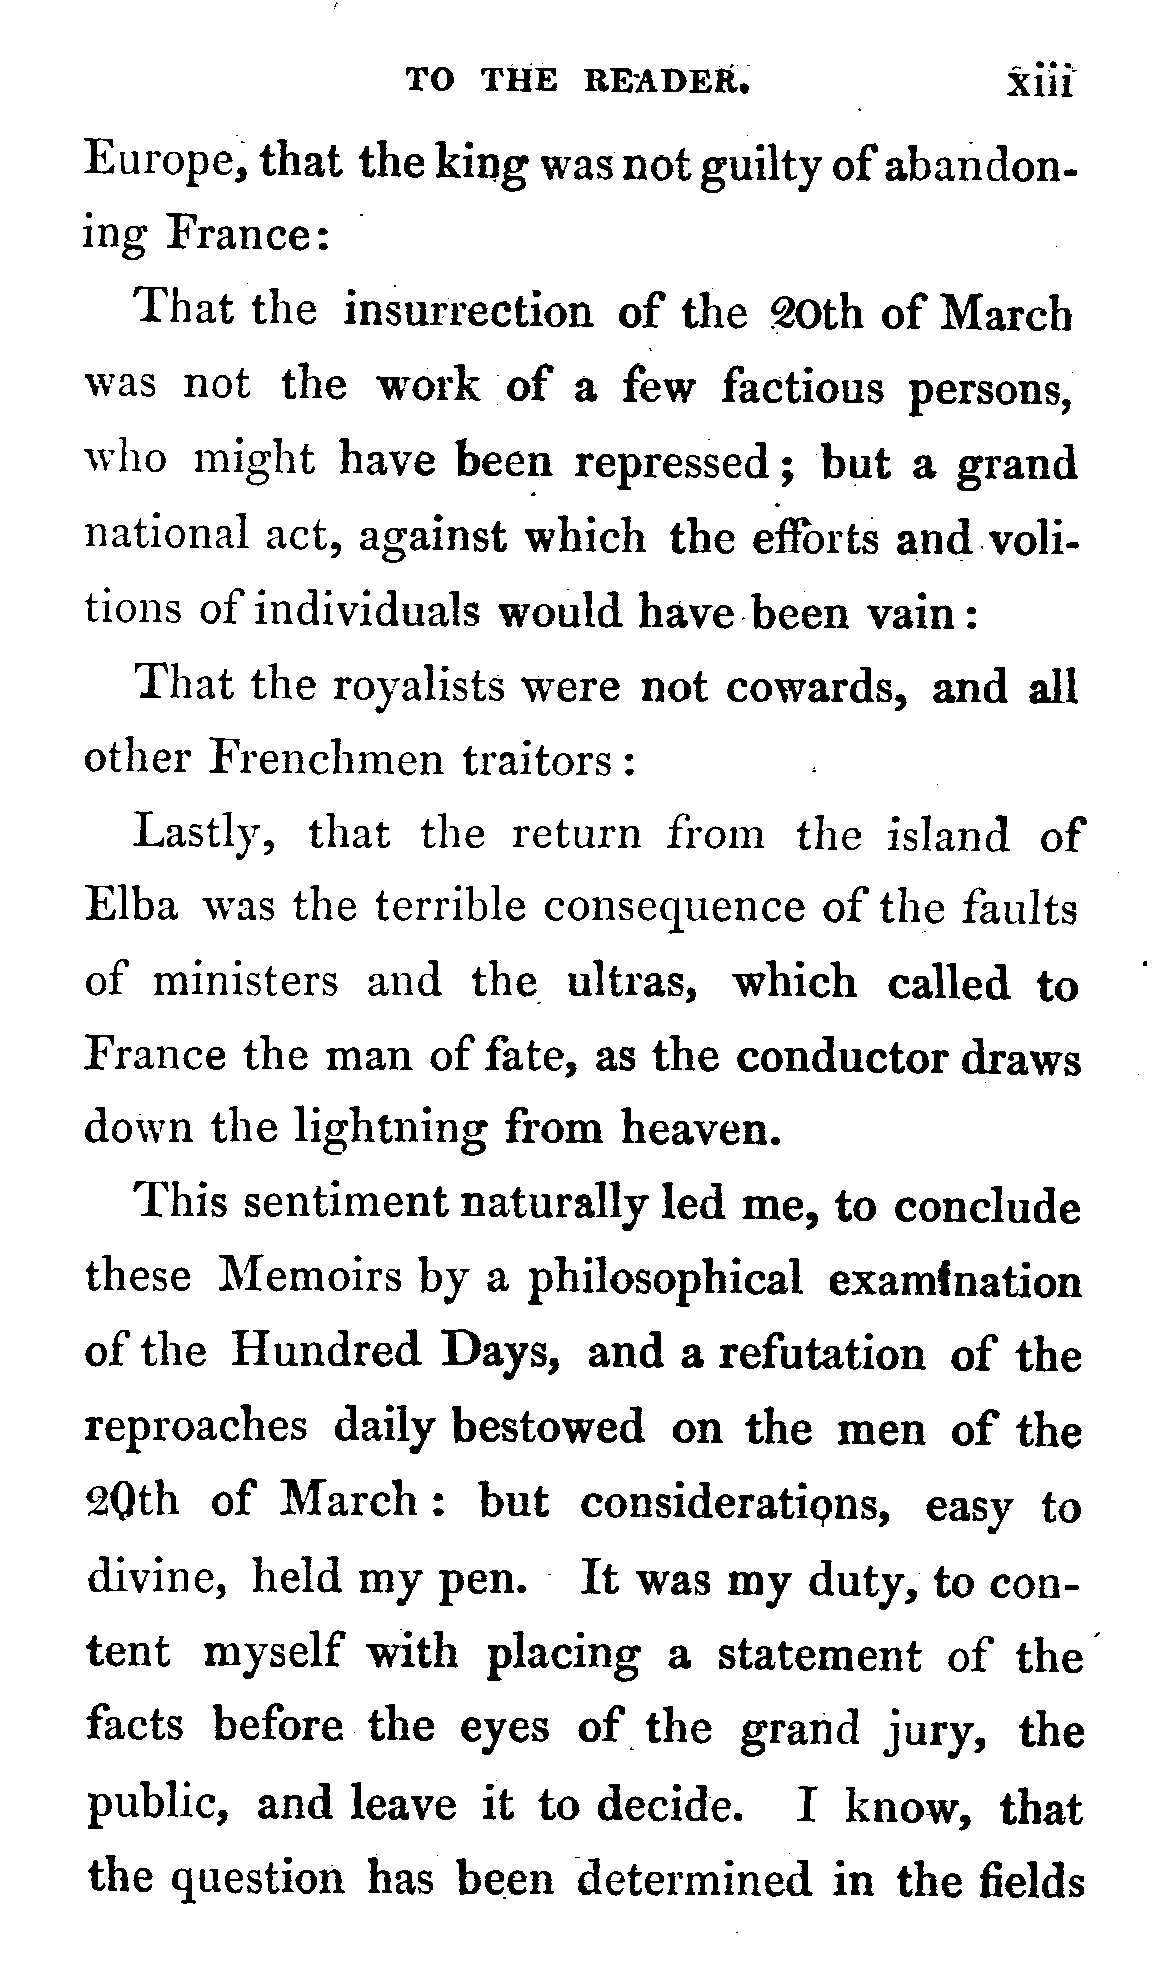 TO THE READER. xiii
Europe, that the king was not guilty of abandon-
ing France:
That the insurrection of the 20th of March
was not the work of a few factious persons,
who might have been repressed; but a grand
national act, against which the efforts and voli-
tions of individuals would have been vain:
That the royalists were not cowards, and all
other Frenchmen traitors:
Lastly, that the return from the island of
Elba was the terrible consequence of the faults
of ministers and the ultras, which called to
France the man of fate, as the conductor draws
down the lightning from heaven.
This sentiment naturally led me, to conclude
these Memoirs by a philosophical examination
of the Hundred Days, and a refutation of the
reproaches daily bestowed on the men of the
20th of March: but considerations, easy to
divine, held my pen. It was my duty, to con-
tent myself with placing a statement of the
facts before the eyes of the grand jury, the
public, and leave it to decide. I know, that
the question has been determined in the fields